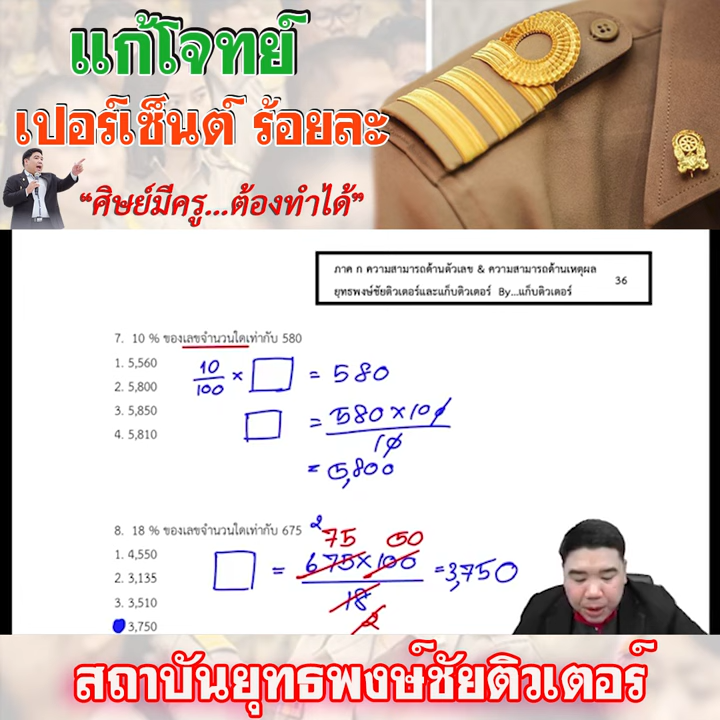 แก้โจทย์
เปอร์เซ็นต์ ร้อยละ
“ศิษย์มีครู...ต้องทำได้”
ภาค ก ความสามารถด้านตัวเลข & ความสามารถด้านเหตุผล
ยุทธพงษ์ชัยติวเตอร์และแก็บติวเตอร์ By...แก็บติวเตอร์
36
7. 10 % ของเลขจำนวนใดเท่ากับ 580
1. 5,560
2. 5,800
3. 5,850
4. 5,810
10/100 × □ = 580
□ = 580 × 100 / 10
= 5,800
8. 18 % ของเลขจำนวนใดเท่ากับ 675
1. 4,550
2. 3,135
3. 3,510
3,750
2 75 50
□ = 675 × 100 / 18 = 3,750
2
สถาบันยุทธพงษ์ชัยติวเตอร์